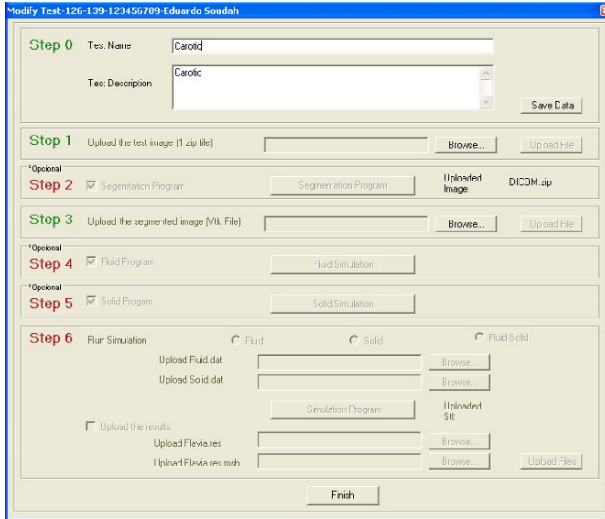 Modify Test-126-139-123456789-Eduardo Soudah
Step 0 Tes. Name Carotic
Tes: Description Carotic
Save Data
Step 1 Upload the test image (1 zip file) Browse... Upload File
*Opcional
Step 2 Segemtation Program Segmentation Program Uploaded Image DICOM.zip
Step 3 Upload the segmented image (Vtk File) Browse... Upload File
*Opcional
Step 4 Fluid Program Fluid Simulation
*Opcional
Step 5 Solid Progam Solid Simulation
Step 6 Run Simulation Fluid Solid Fluid-Solid
Upload Fluid.dat Browse...
Upload Solid.dat Browse...
Simulation Program Uploaded
Upload the results.
Upload Flavia.res Browse...
Upload Flavia.res.msh Browse... Upload Files
Finish